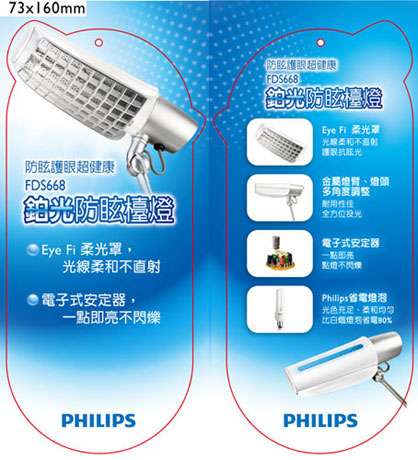 73x160mm
防眩護眼超健康
FDS668
鉑光防眩檯燈
Eye Fi 柔光罩，
光線柔和不直射
電子式安定器，
一點即亮不閃爍
PHILIPS
防眩護眼超健康
FDS668
鉑光防眩檯燈
Eye Fi 柔光罩
光線柔和不直射
護眼抗眩光
金屬燈臂、燈頭
多角度調整
耐用性佳
全方位投光
電子式安定器
一點即亮
點燈不閃爍
Philips省電燈泡
光色充足、柔和均勻
比白熾燈泡省電80%
PHILIPS